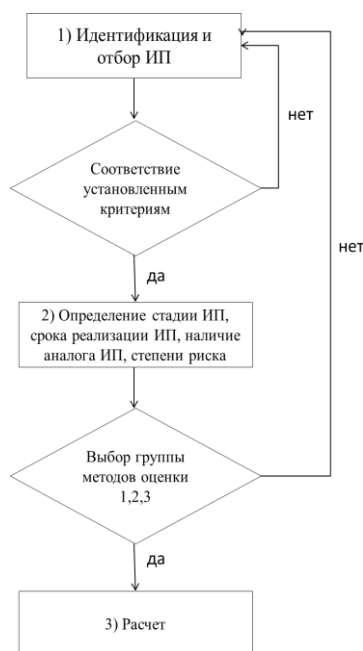 1) Идентификация и
отбор ИП
нет
Соответствие
установленным
критериям
нет
да
2) Определение стадии ИП,
срока реализации ИП, наличие
аналога ИП, степени риска
Выбор группы
методов оценки
1,2,3
да
3) Расчет